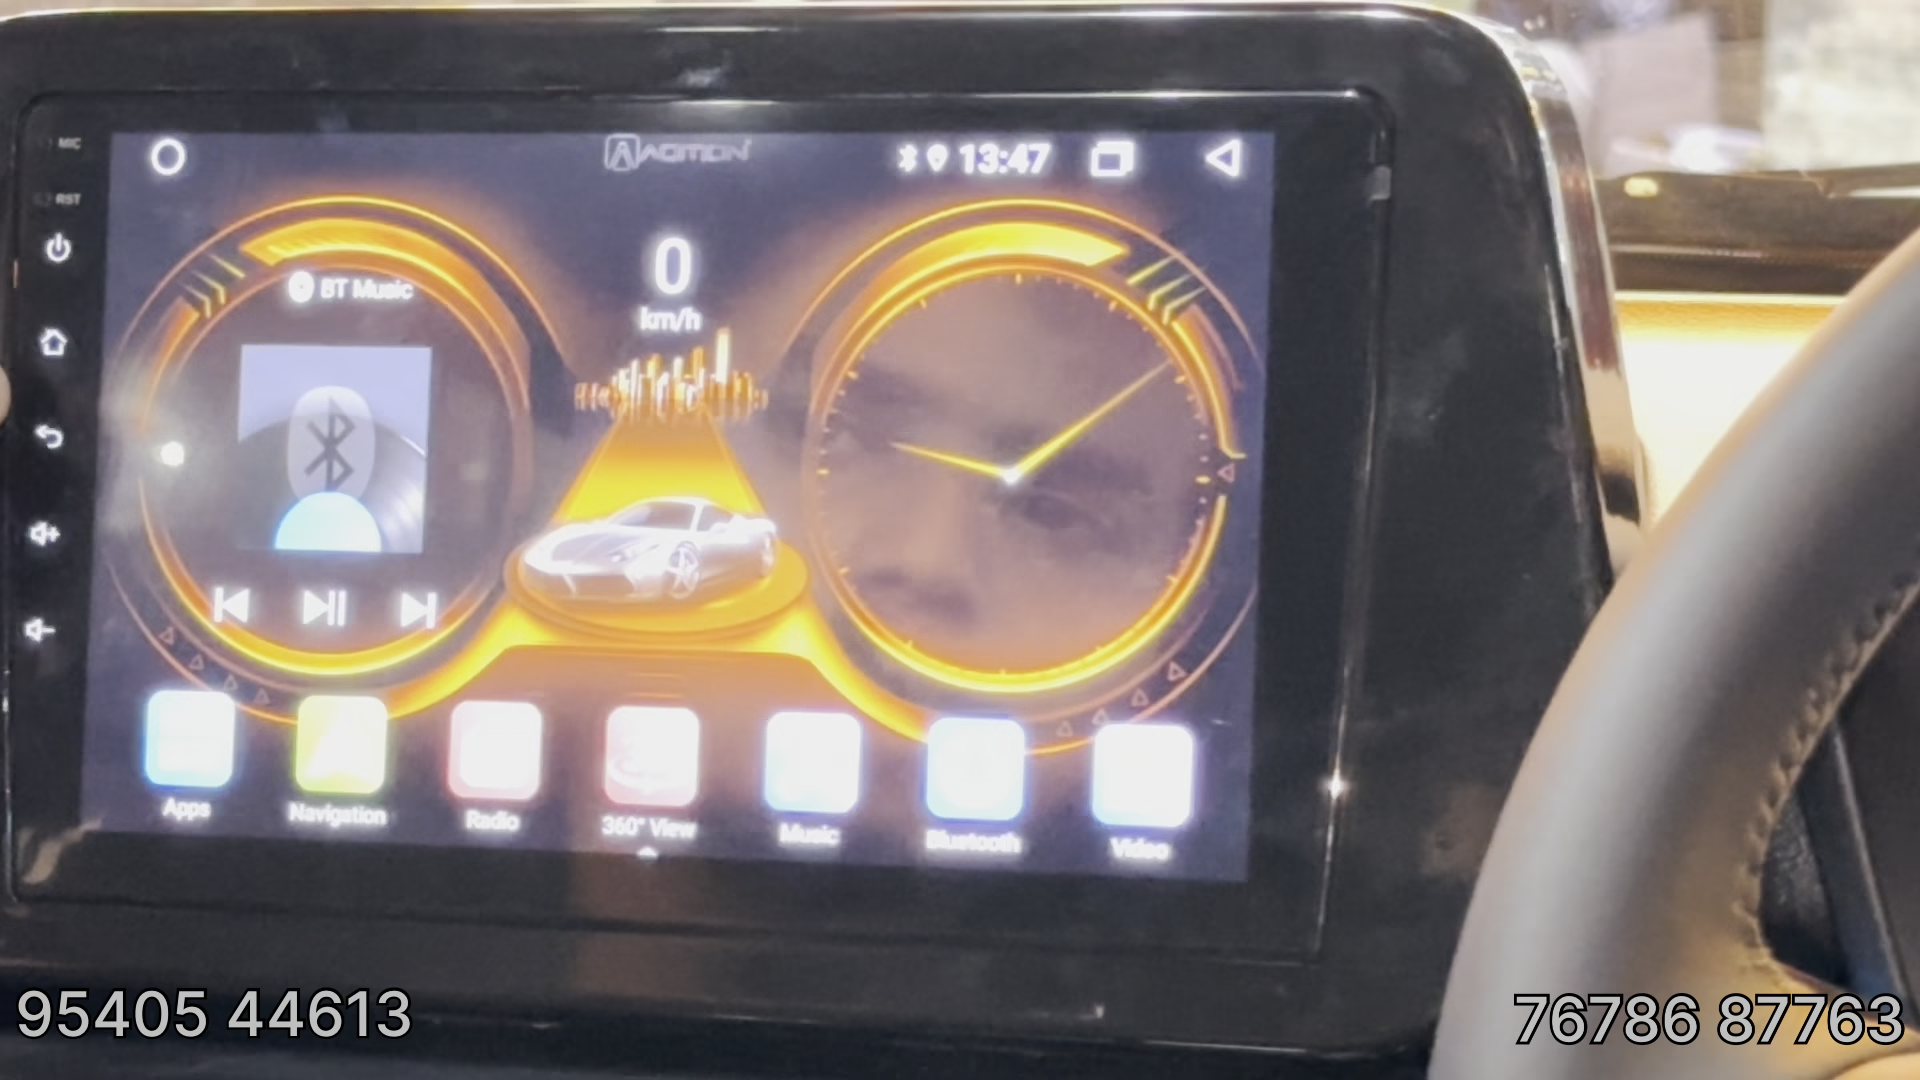 MIC
RST
13:47
BT Music
0
km/h
Apps
Navigation
Radio
360° View
Music
Bluetooth
Video
95405 44613
76786 87763